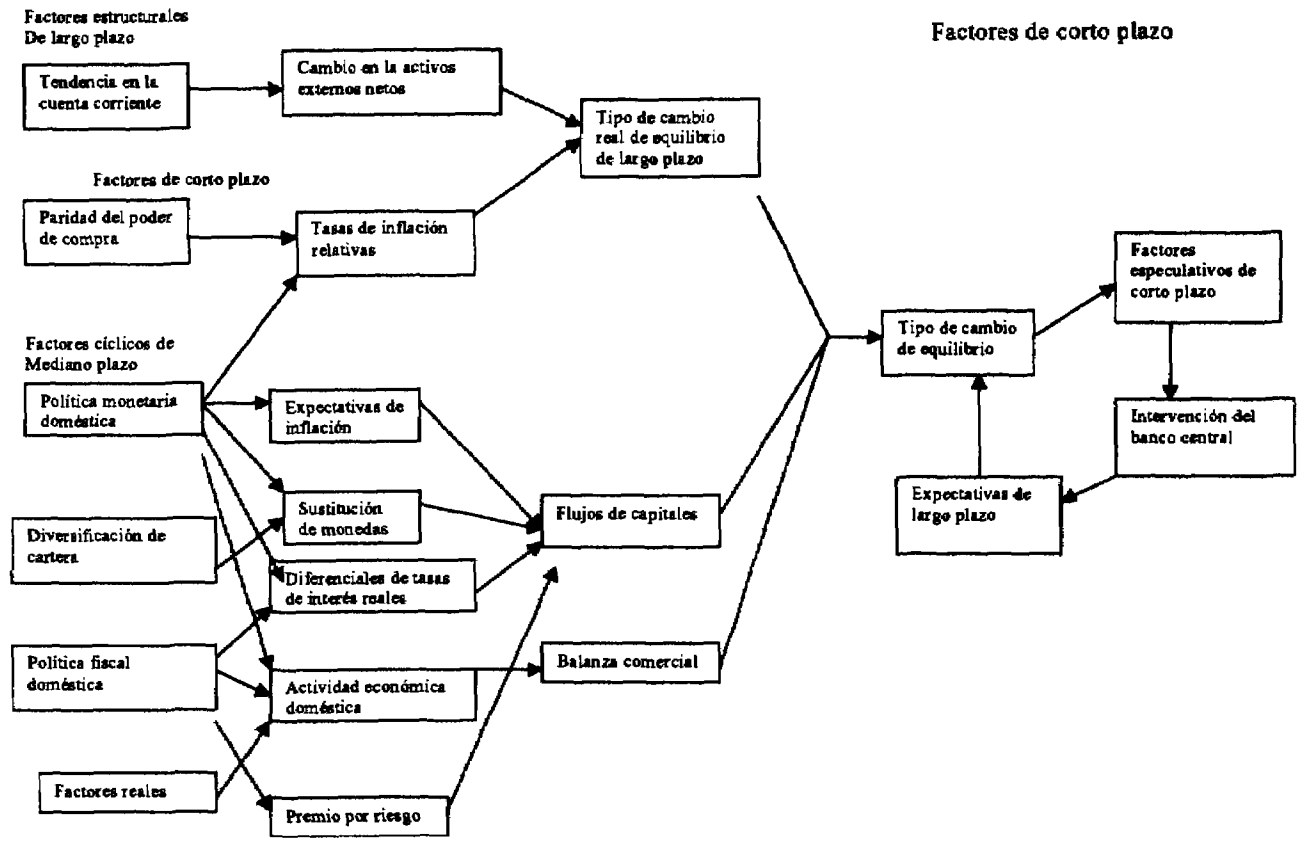 Factores estructurales
De largo plazo
Factores de corto plazo
Tendencia en la
cuenta corriente
Cambio en la activos
externos netos
Tipo de cambio
real de equilibrio
de largo plazo
Factores de corto plazo
Paridad del poder
de compra
Tasas de inflación
relativas
Factores especulativos de
corto plazo
Tipo de cambio
de equilibrio
Factores cíclicos de
Mediano plazo
Política monetaria
doméstica
Expectativas de
inflación
Intervención del
banco central
Expectativas de
largo plazo
Sustitución
de monedas
Flujos de capitales
Diversificación de
cartera
Diferenciales de tasas
de interés reales
Política fiscal
doméstica
Actividad económica
doméstica
Balanza comercial
Factores reales
Premio por riesgo